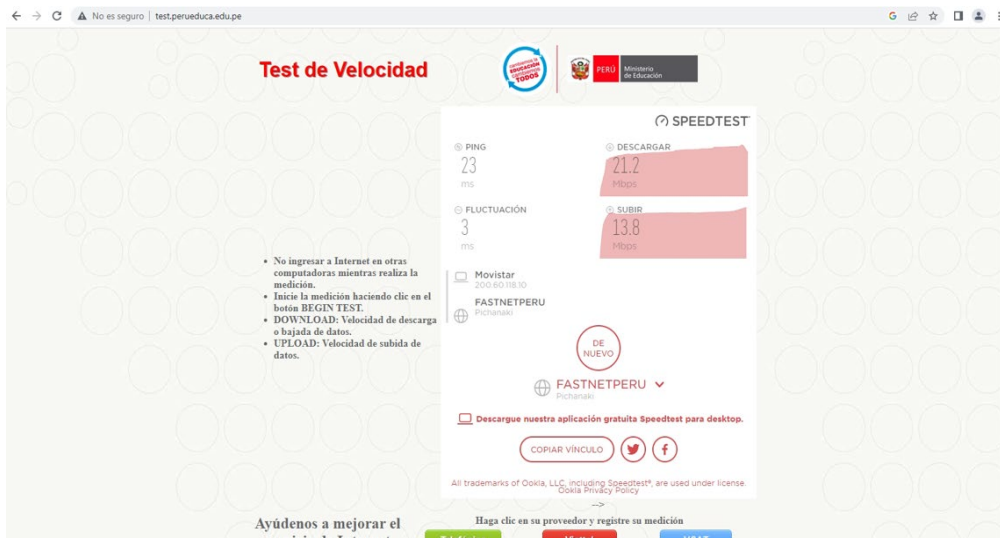 No es seguro | test.perueduca.edu.pe
Test de Velocidad
cambiemos la
EDUCACIÓN
cambiemos
TODOS
PERÚ
Ministerio
de Educación
SPEEDTEST
PING
23
ms
DESCARGAR
21.2
Mbps
FLUCTUACIÓN
3
ms
SUBIR
13.8
Mbps
Movistar
200.60.118.10
FASTNETPERU
Pichanaki
• No ingresar a Internet en otras
computadoras mientras realiza la
medición.
• Inicie la medición haciendo clic en el
botón BEGIN TEST.
• DOWNLOAD: Velocidad de descarga
o bajada de datos.
• UPLOAD: Velocidad de subida de
datos.
DE
NUEVO
FASTNETPERU
Pichanaki
Descargue nuestra aplicación gratuita Speedtest para desktop.
COPIAR VÍNCULO
All trademarks of Ookla, LLC, including Speedtest®, are used under license.
Ookla Privacy Policy
-->
Ayúdenos a mejorar el
Haga clic en su proveedor y registre su medición